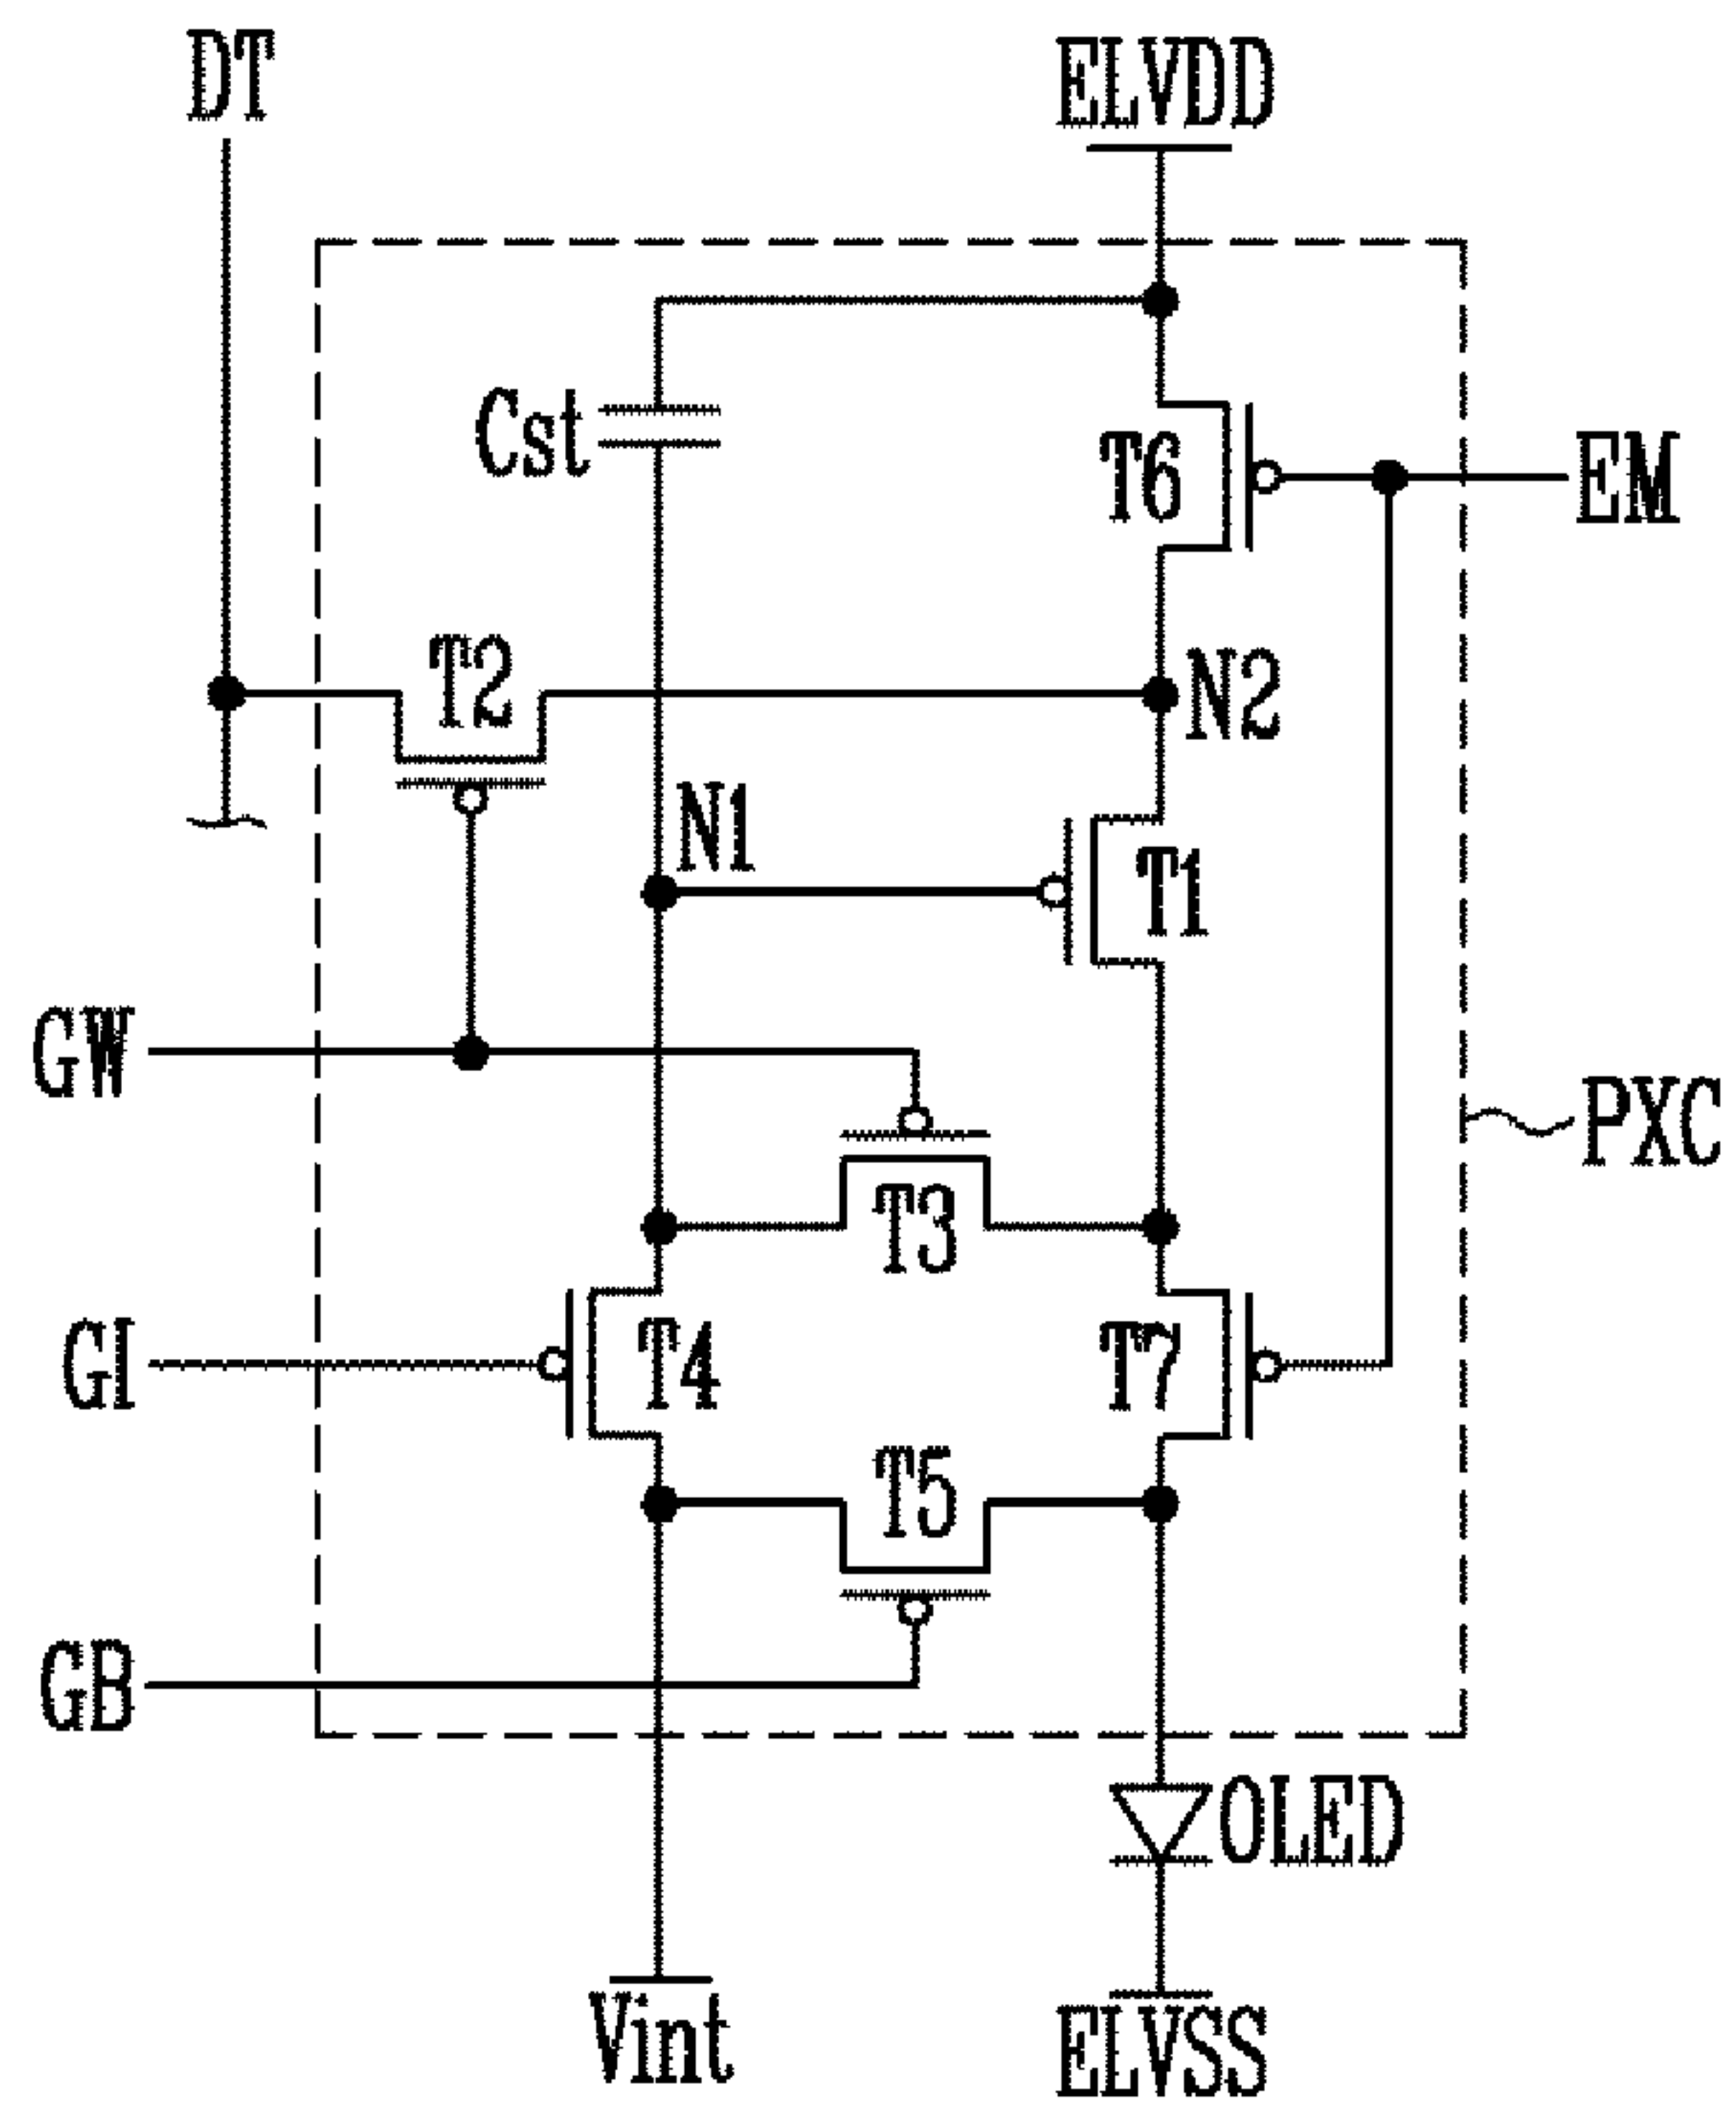 DT
ELVDD
Cst
T6
EM
T2
N2
N1
T1
GW
PXC
T3
GI
T4
T7
T5
GB
OLED
Vint
ELVSS